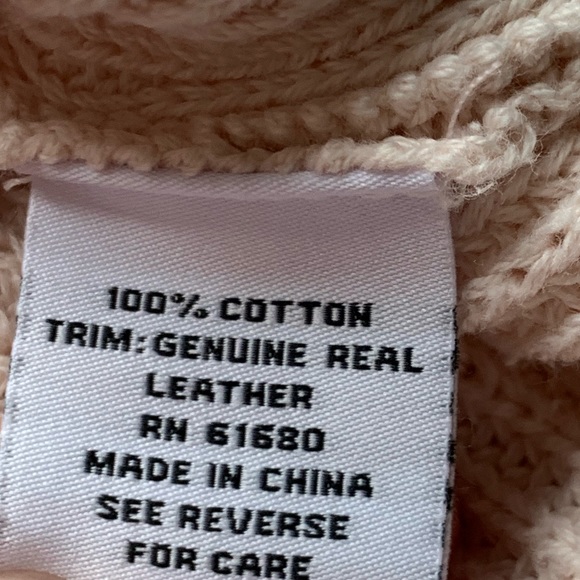 100% COTTON
TRIM:GENUINE REAL
LEATHER
RN 61680
MADE IN CHINA
SEE REVERSE
FOR CARE